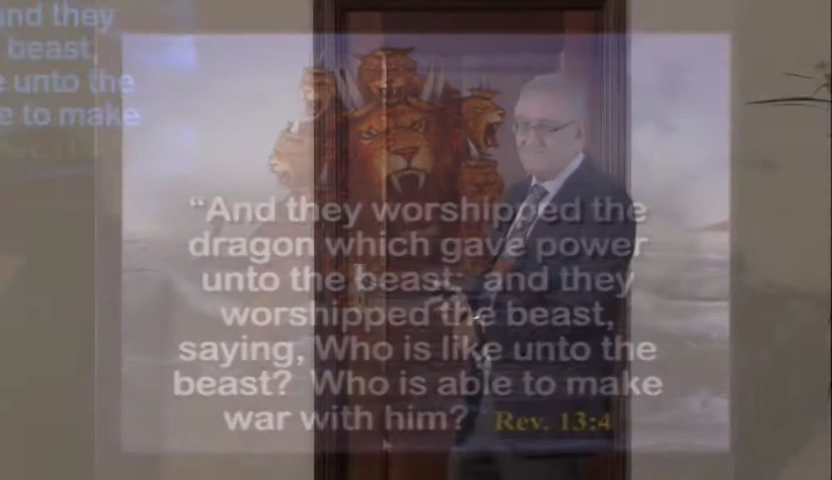 and they
beast,
unto the
e to make
“And they worshipped the
dragon which gave power
unto the beast: and they
worshipped the beast,
saying, Who is like unto the
beast? Who is able to make
war with him? Rev. 13:4